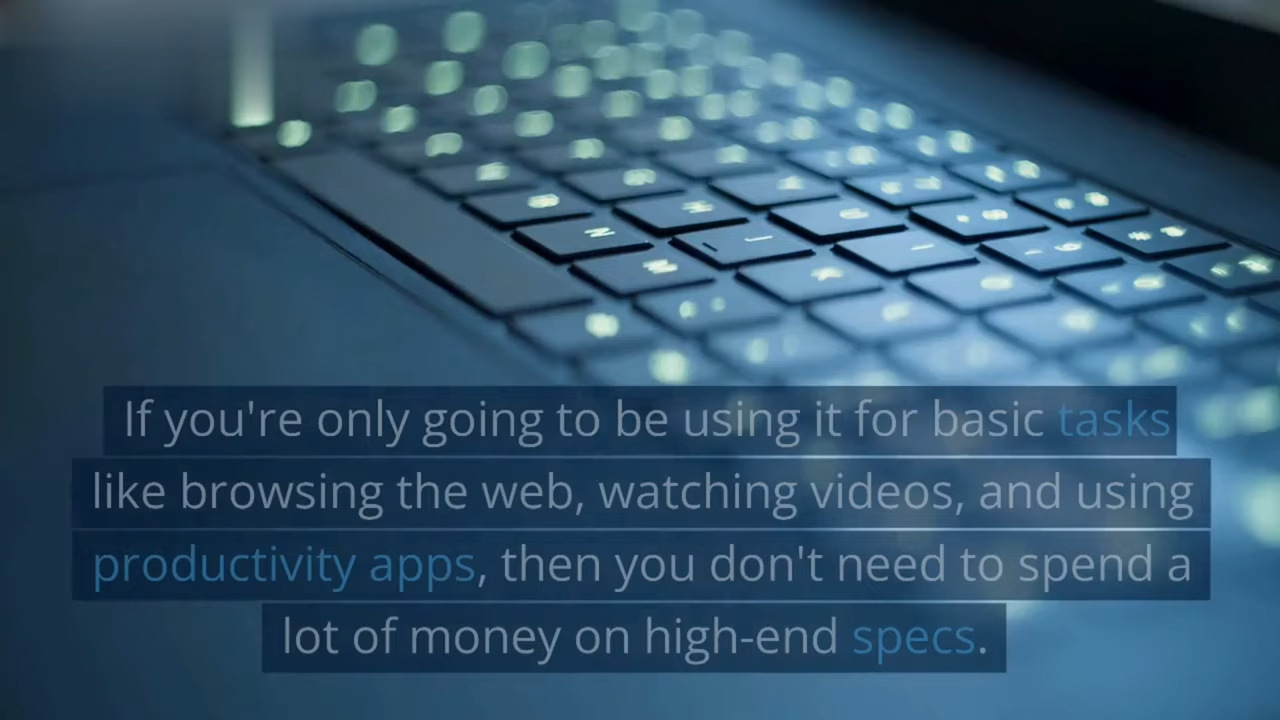 If you're only going to be using it for basic tasks
like browsing the web, watching videos, and using
productivity apps, then you don't need to spend a
lot of money on high-end specs.